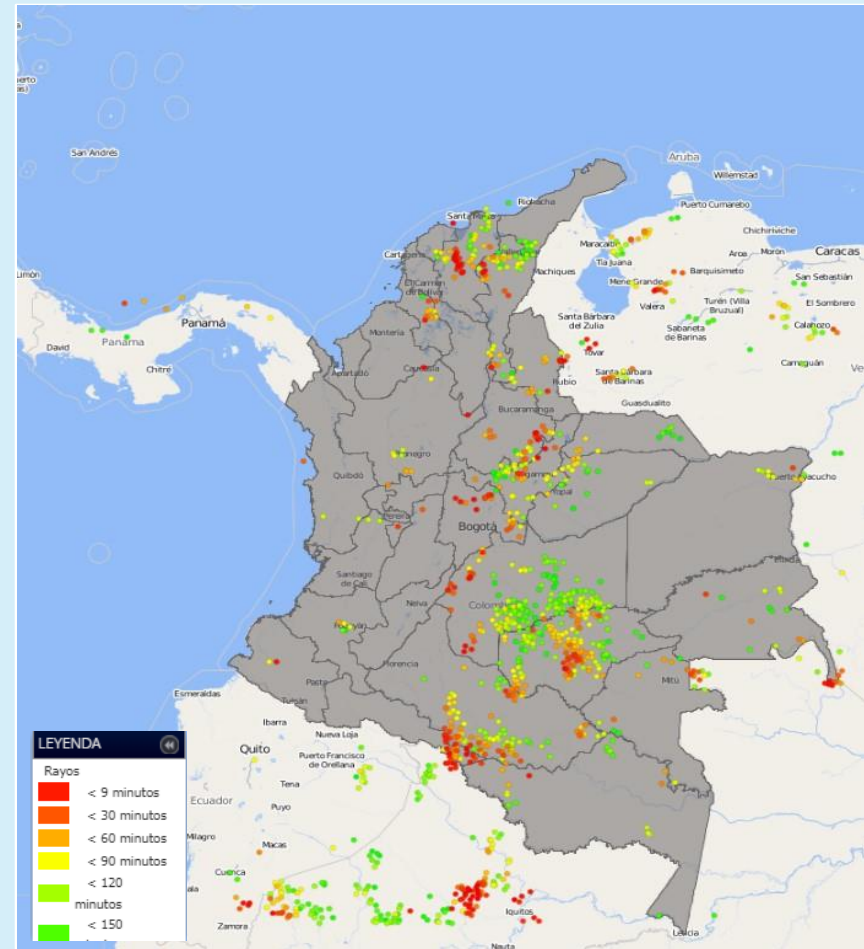 San Andrés
Aruba
Willemstad
Riohacha
Puerto Cumarebo
Santa Marta
Chichiriviche
Cartagena
Maracaibo
Tía Juana
Aroa
Morón
Caracas
Machiques
El Carmen
de Bolívar
Mene Grande
Barquisimeto
San Sebastián
Limón
Valera
Turén (Villa
Bruzual)
El Sombrero
Panamá
Santa Bárbara
del Zulia
Sabaneta
de Barinas
Calabozo
David
Panamá
Montería
Tovar
Camaguán
Chitré
Apartadó
Caucasia
Rubio
Santa Bárbara
de Barinas
Guasdualito
Bucaramanga
Rionegro
Quibdó
Yopal
Puerto Ayacucho
Pereira
Bogotá
Santiago
de Cali
Neiva
Colombia
Popayán
Florencia
Mitú
Pasto
Esmeraldas
Tulcán
Ibarra
Nueva Loja
Quito
Puerto Francisco
de Orellana
Tena
Ecuador
Puyo
Milagro
Macas
Cuenca
Zamora
Iquitos
Leticia
Nauta
LEYENDA
Rayos
< 9 minutos
< 30 minutos
< 60 minutos
< 90 minutos
< 120
minutos
< 150